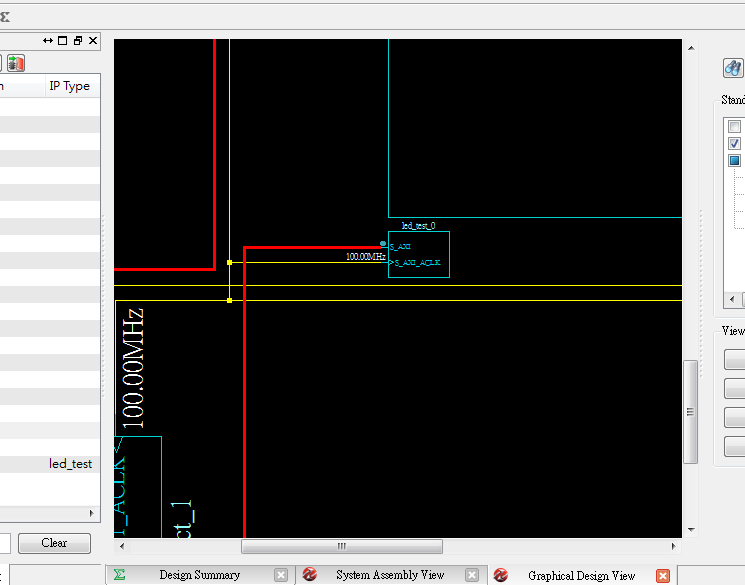 Σ
IP Type
led_test
Clear
led_test_0
S_AXI
100.00MHz
S_AXI_ACLK
100.00MHz
T_ACLK
ct_1
Stand
View
Design Summary
System Assembly View
Graphical Design View